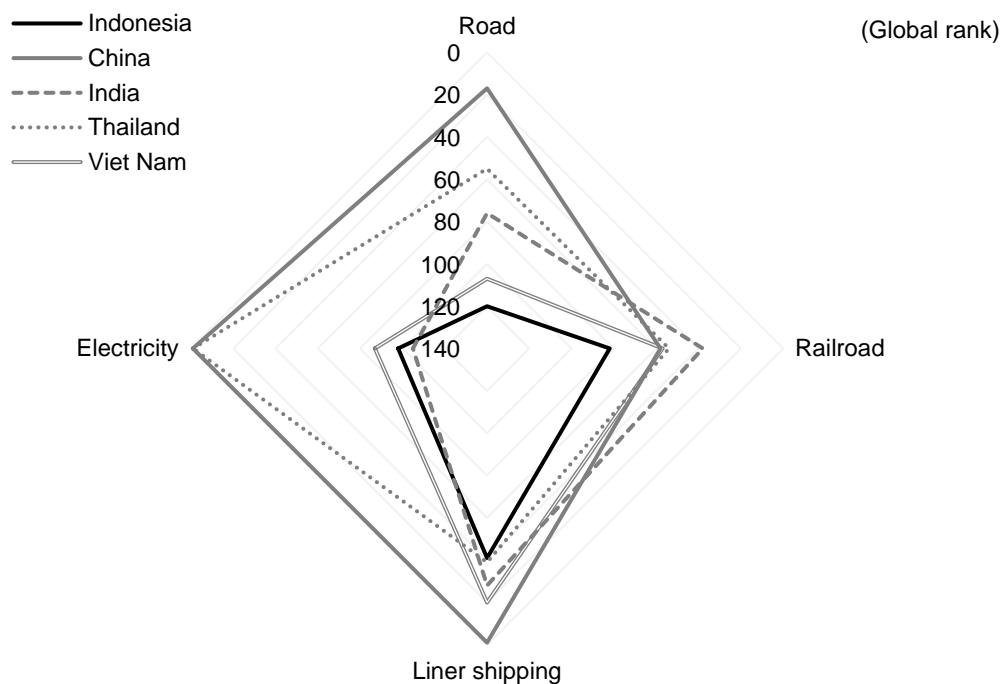 Indonesia
China
India
Thailand
Viet Nam
(Global rank)
Road
0
20
40
60
80
100
120
140
Electricity
Railroad
Liner shipping